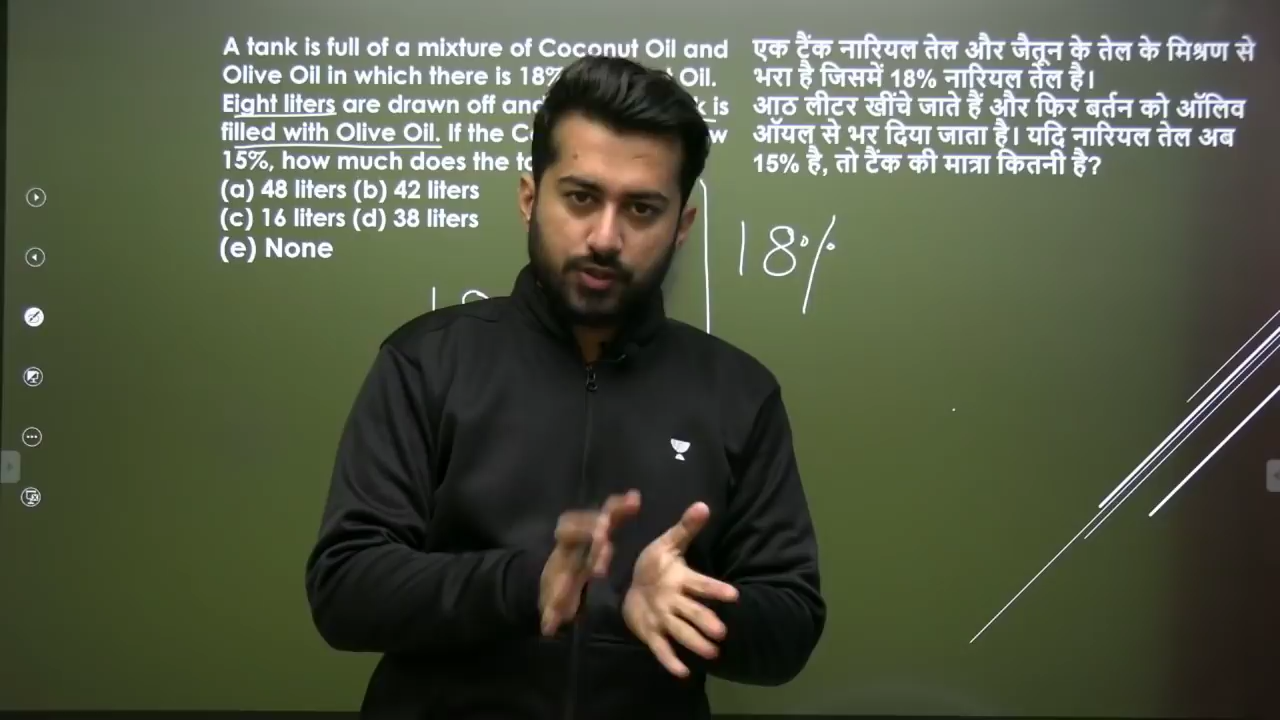 A tank is full of a mixture of Coconut Oil and
Olive Oil in which there is 18% Oil.
Eight liters are drawn off and is
filled with Olive Oil. If the
15%, how much does the
(a) 48 liters (b) 42 liters
(c) 16 liters (d) 38 liters
(e) None
एक टैंक नारियल तेल और जैतून के तेल के मिश्रण से
भरा है जिसमें 18% नारियल तेल है।
आठ लीटर खींचे जाते हैं और फिर बर्तन को ऑलिव
ऑयल से भर दिया जाता है। यदि नारियल तेल अब
15% है, तो टैंक की मात्रा कितनी है?
18%